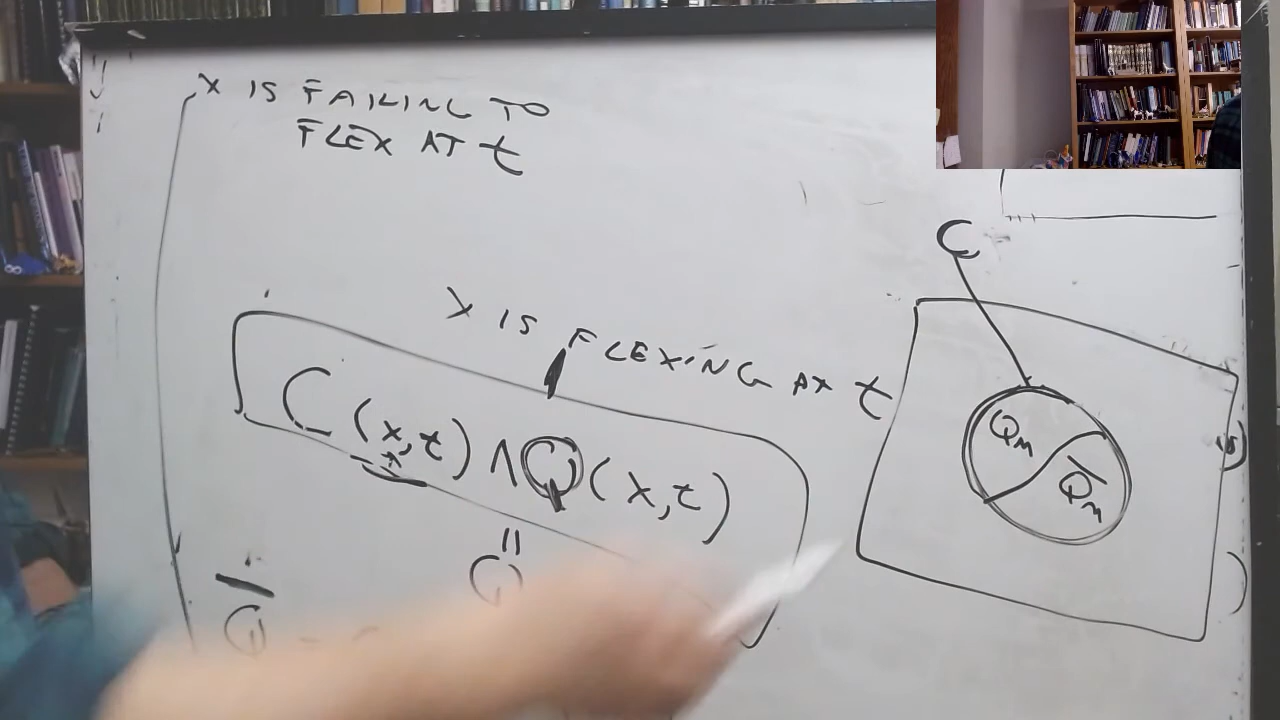 X IS FAILING TO
FLEX AT t
X IS FLEXING AT t
C(x,t) ∧ Q(x,t)
"
Q
Q̅
C
Qₘ
Q̅ₘ